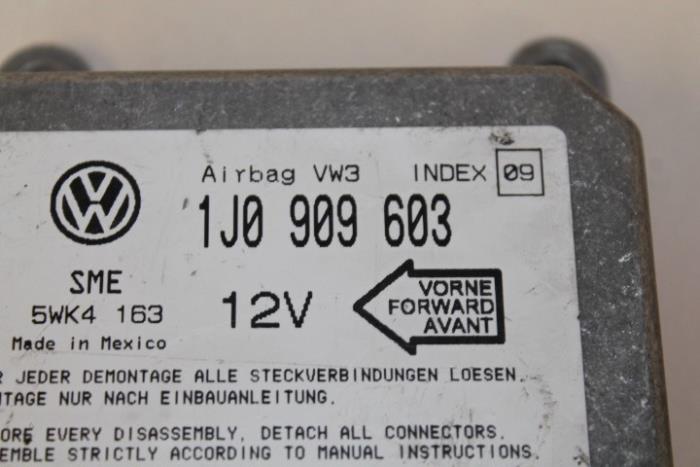 Airbag VW3 INDEX 09
1J0 909 603
SME
5WK4 163
12V
VORNE
FORWARD
AVANT
Made in Mexico
JEDER DEMONTAGE ALLE STECKVERBINDUNGEN LOESEN.
NUR NACH EINBAUANLEITUNG.
EVERY DISASSEMBLY, DETACH ALL CONNECTORS.
STRICTLY ACCORDING TO MANUAL INSTRUCTIONS.